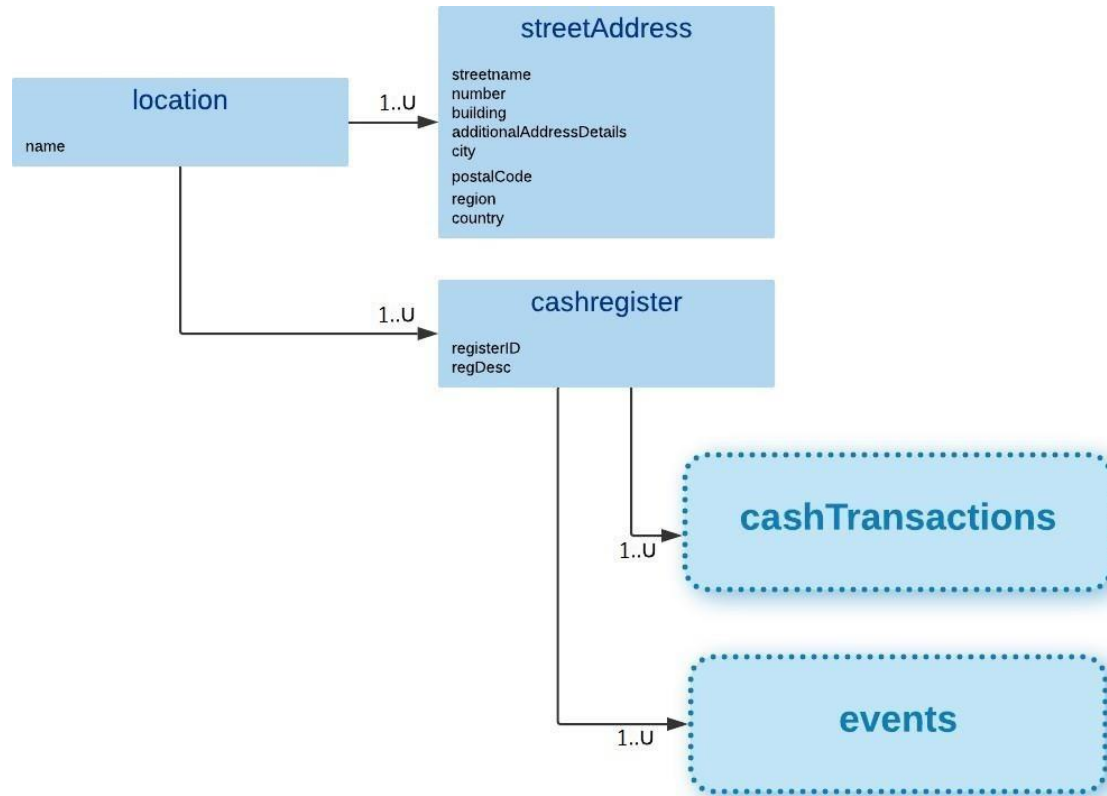 streetAddress
streetname
number
building
additionalAddressDetails
city
postalCode
region
country
location
name
1..U
1..U
cashregister
registerID
regDesc
cashTransactions
1..U
events
1..U